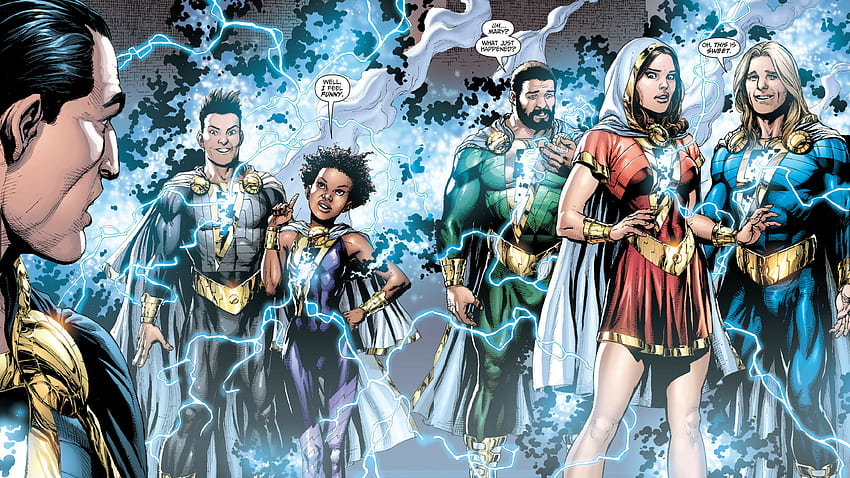 WELL,
I FEEL
FUNNY.
UH...
MARY?
WHAT JUST
HAPPENED?
OH, THIS IS
SWEET.